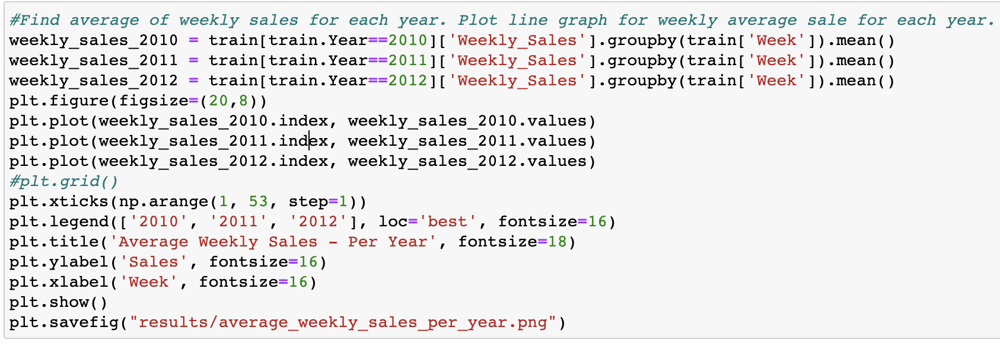 #Find average of weekly sales for each year. Plot line graph for weekly average sale for each year.
weekly_sales_2010 = train[train.Year==2010]['Weekly_Sales'].groupby(train['Week']).mean()
weekly_sales_2011 = train[train.Year==2011]['Weekly_Sales'].groupby(train['Week']).mean()
weekly_sales_2012 = train[train.Year==2012]['Weekly_Sales'].groupby(train['Week']).mean()
plt.figure(figsize=(20,8))
plt.plot(weekly_sales_2010.index, weekly_sales_2010.values)
plt.plot(weekly_sales_2011.index, weekly_sales_2011.values)
plt.plot(weekly_sales_2012.index, weekly_sales_2012.values)
#plt.grid()
plt.xticks(np.arange(1, 53, step=1))
plt.legend(['2010', '2011', '2012'], loc='best', fontsize=16)
plt.title('Average Weekly Sales - Per Year', fontsize=18)
plt.ylabel('Sales', fontsize=16)
plt.xlabel('Week', fontsize=16)
plt.show()
plt.savefig("results/average_weekly_sales_per_year.png")